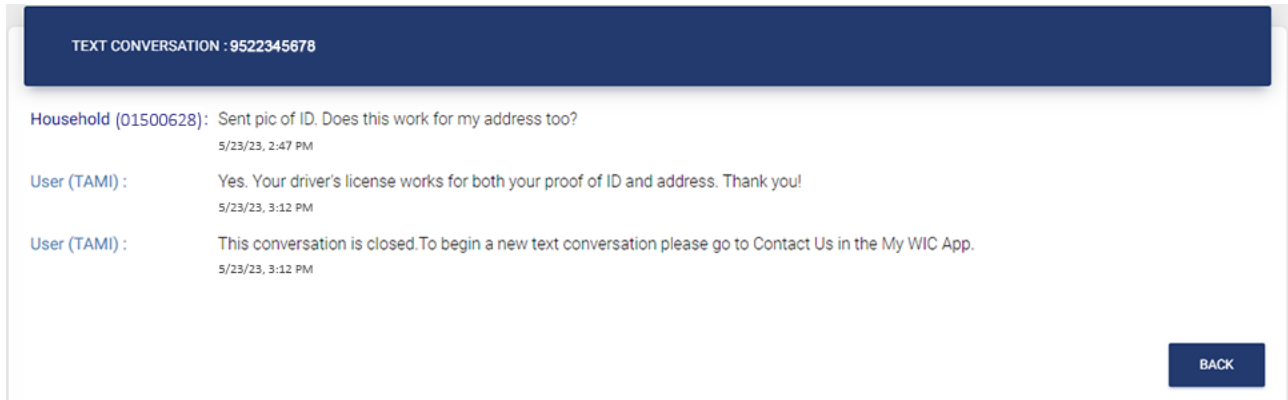 TEXT CONVERSATION : 9522345678
Household (01500628): Sent pic of ID. Does this work for my address too?
5/23/23, 2:47 PM
User (TAMI) : Yes. Your driver's license works for both your proof of ID and address. Thank you!
5/23/23, 3:12 PM
User (TAMI) : This conversation is closed.To begin a new text conversation please go to Contact Us in the My WIC App.
5/23/23, 3:12 PM
BACK